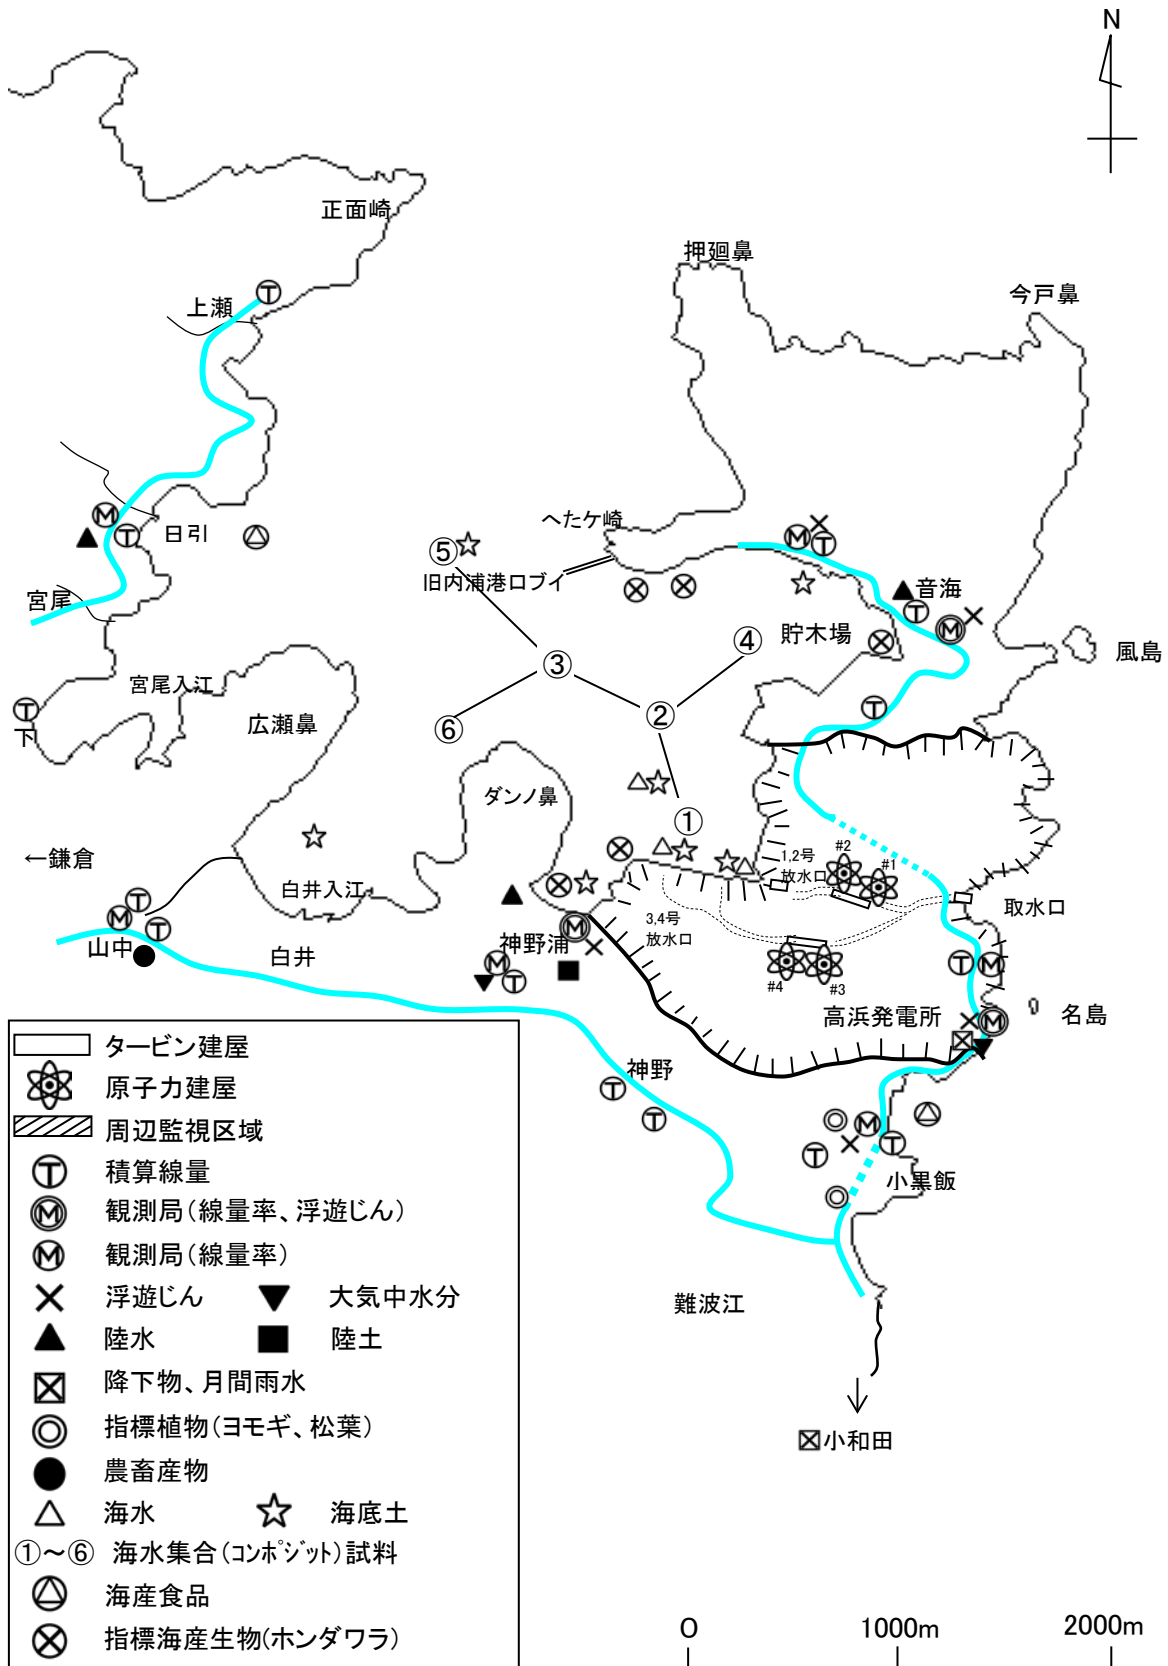 N
正面崎
押廻鼻
今戸鼻
上瀬
へたケ崎
日引
旧内浦港口ブイ
⑤
音海
宮尾
貯木場
④
風島
③
宮尾入江
広瀬鼻
②
⑥
下
ダンノ鼻
①
←鎌倉
1,2号
放水口
#2
#1
白井入江
取水口
3,4号
放水口
山中
白井
神野浦
#4
#3
高浜発電所
名島
神野
小黒飯
難波江
小和田
タービン建屋
原子力建屋
周辺監視区域
T 積算線量
M 観測局(線量率、浮遊じん)
M 観測局(線量率)
浮遊じん 大気中水分
陸水 陸土
降下物、月間雨水
指標植物(ヨモギ、松葉)
農畜産物
海水 海底土
①～⑥ 海水集合(ｺﾝﾎﾟｼﾞｯﾄ)試料
海産食品
指標海産生物(ホンダワラ)
O 1000m 2000m